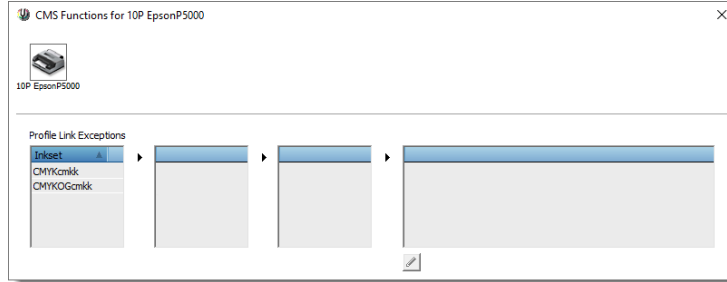 CMS Functions for 10P EpsonP5000
10P EpsonP5000
Profile Link Exceptions
Inkset
CMYKcmkk
CMYKOGcmkk